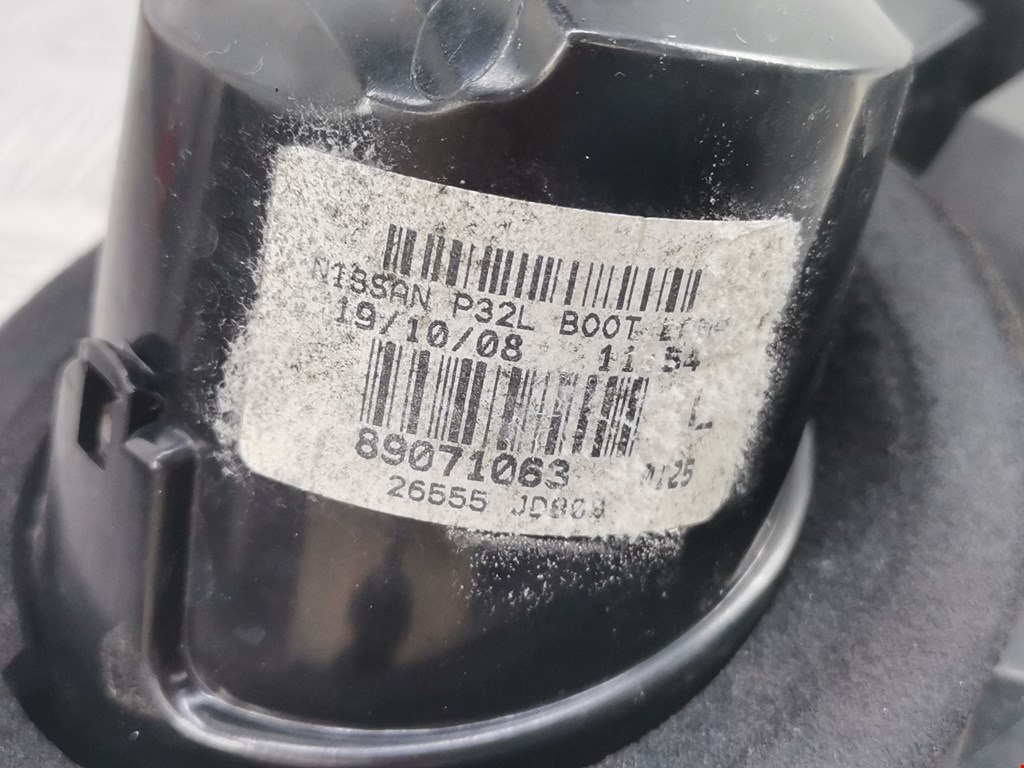 NISSAN P32L BOOT
19/10/08 11:54
L
89071063
26555